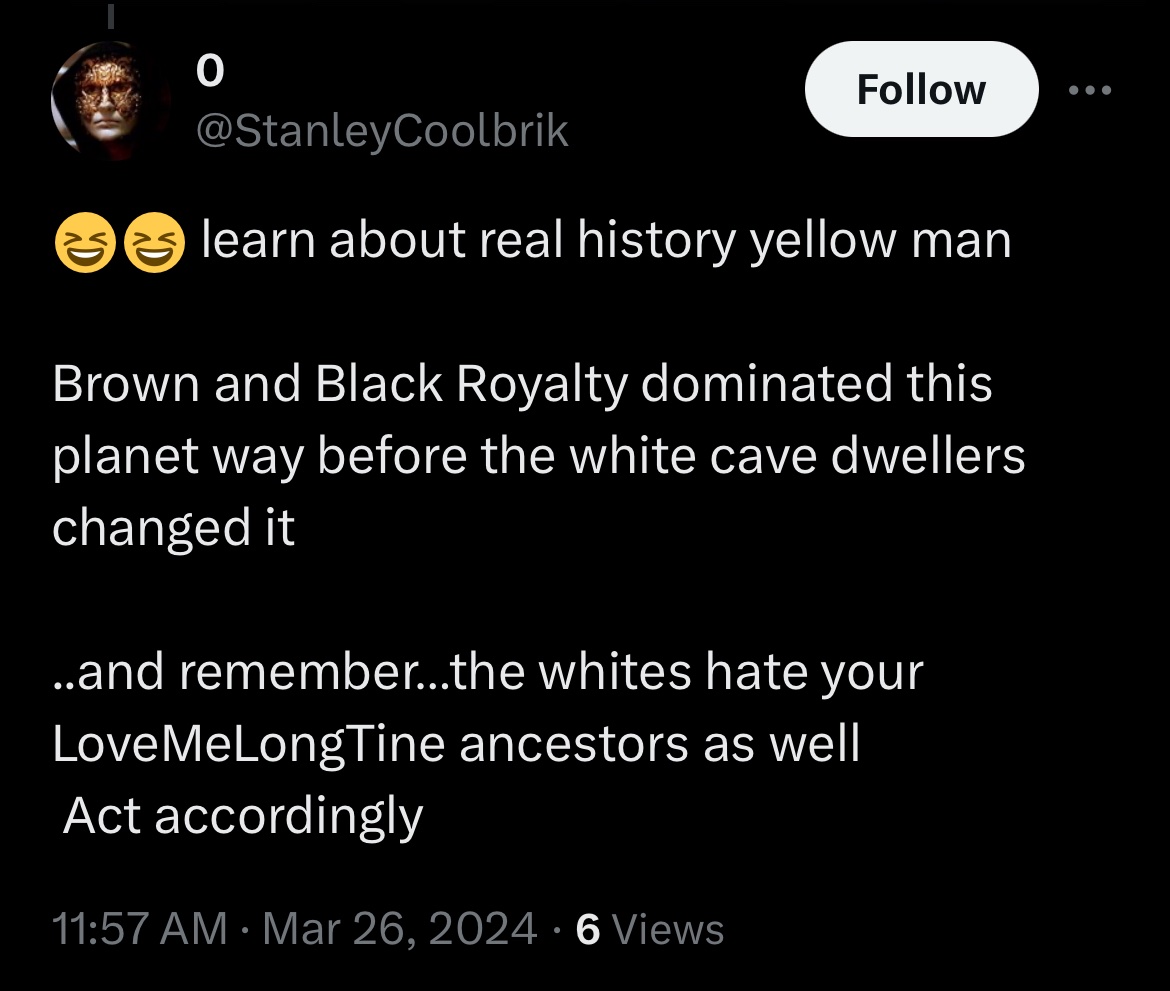 0
@StanleyCoolbrik
Follow
😆😆 learn about real history yellow man
Brown and Black Royalty dominated this
planet way before the white cave dwellers
changed it
..and remember...the whites hate your
LoveMeLongTine ancestors as well
Act accordingly
11:57 AM · Mar 26, 2024 · 6 Views